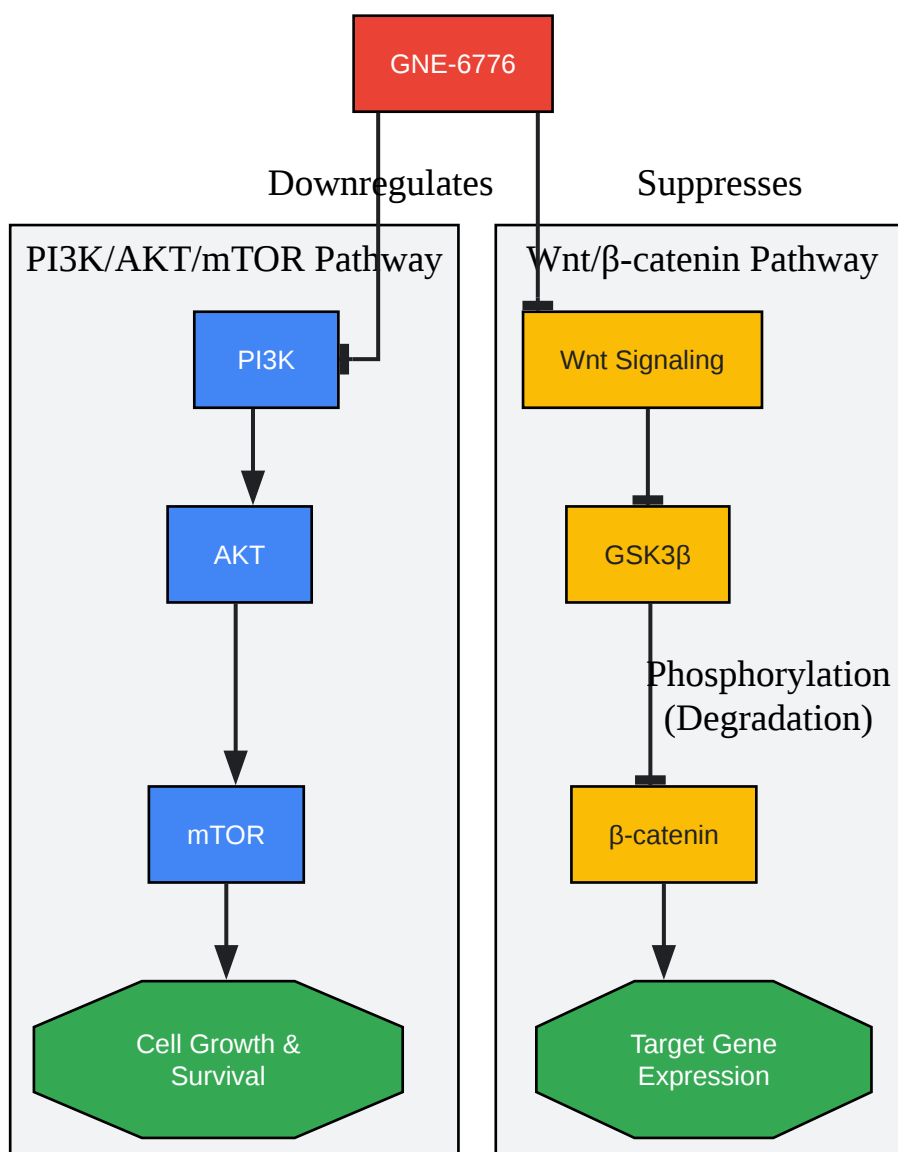 GNE-6776
Downregulates
Suppresses
PI3K/AKT/mTOR Pathway
PI3K
AKT
mTOR
Cell Growth &
Survival
Wnt/β-catenin Pathway
Wnt Signaling
GSK3β
Phosphorylation
(Degradation)
β-catenin
Target Gene
Expression